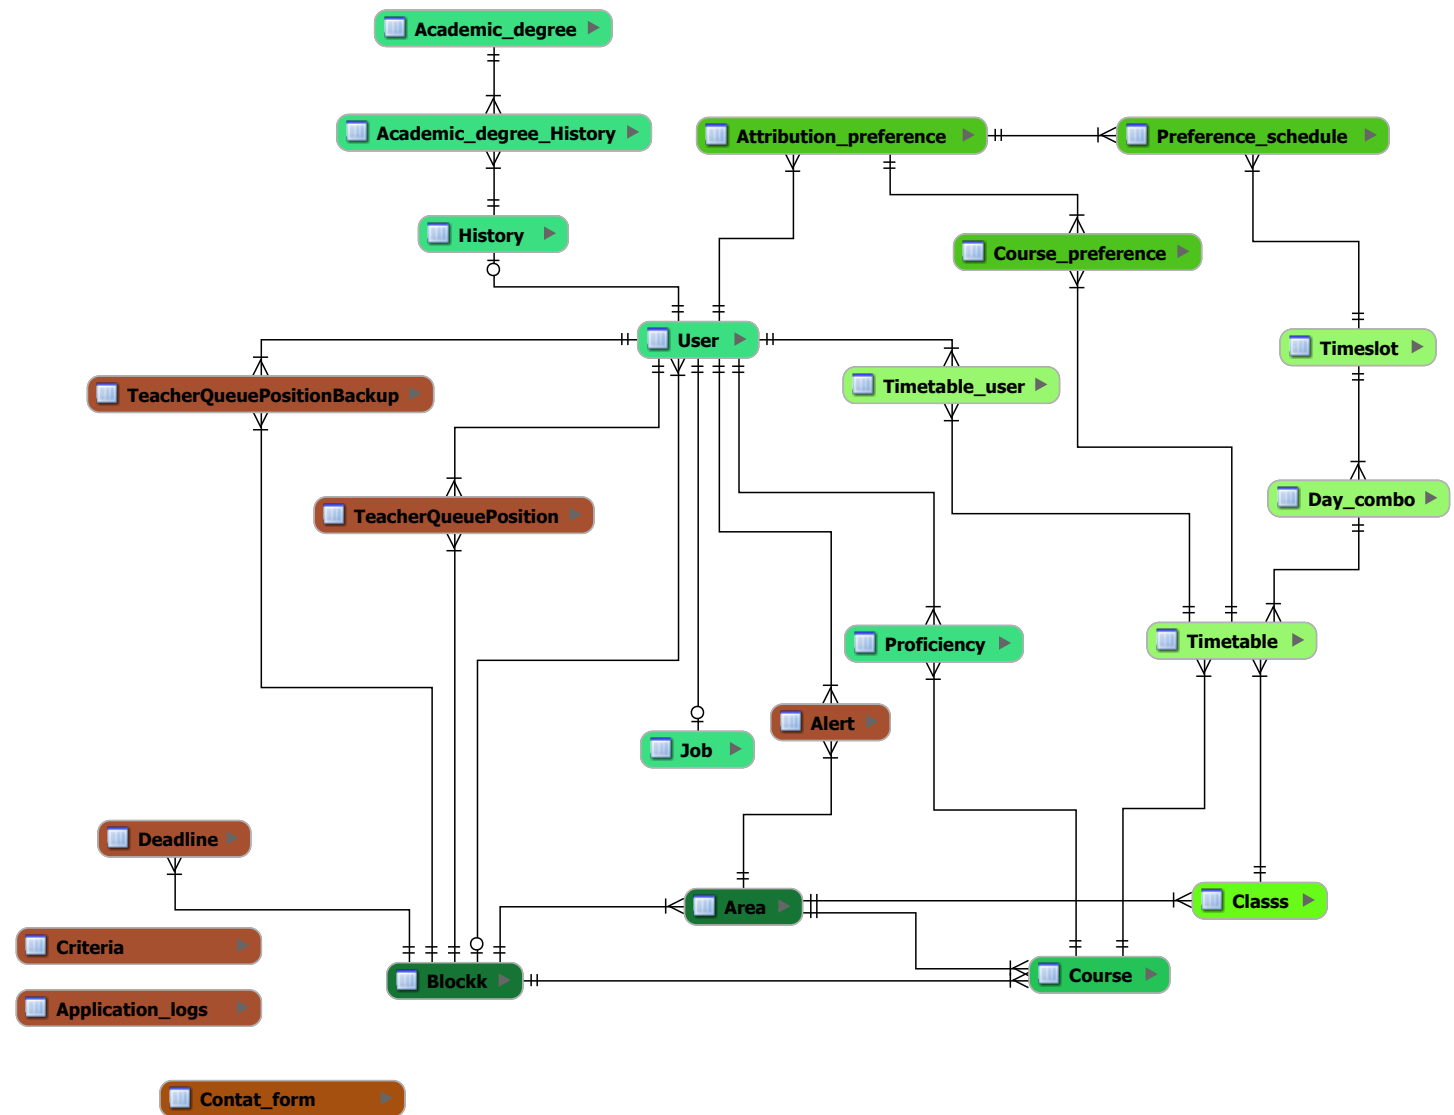 Academic_degree
Academic_degree_History
Attribution_preference
Preference_schedule
History
Course_preference
User
Timeslot
TeacherQueuePositionBackup
Timetable_user
Day_combo
TeacherQueuePosition
Proficiency
Timetable
Alert
Job
Deadline
Area
Classs
Criteria
Blockk
Course
Application_logs
Contat_form